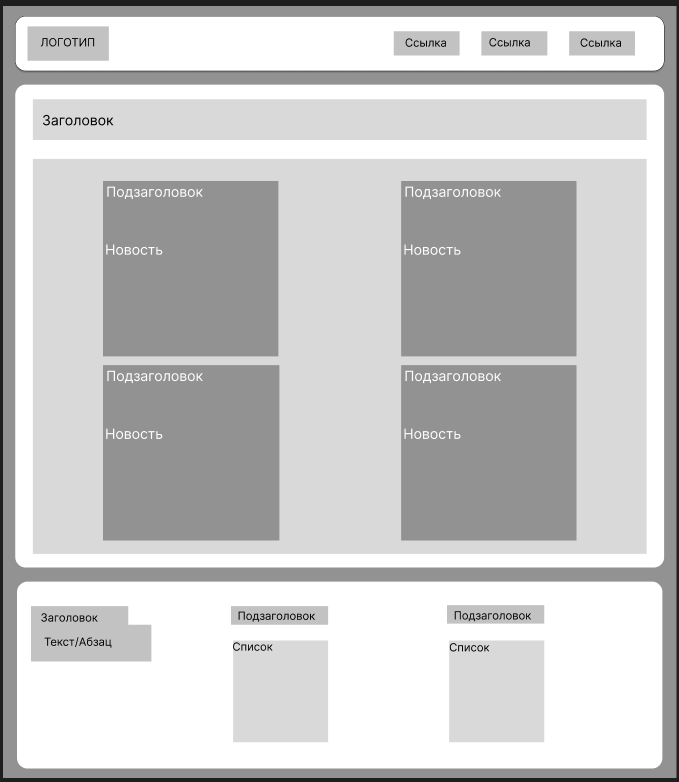 ЛОГОТИП
Ссылка
Ссылка
Ссылка
Заголовок
Подзаголовок
Новость
Подзаголовок
Новость
Подзаголовок
Новость
Подзаголовок
Новость
Заголовок
Текст/Абзац
Подзаголовок
Список
Подзаголовок
Список